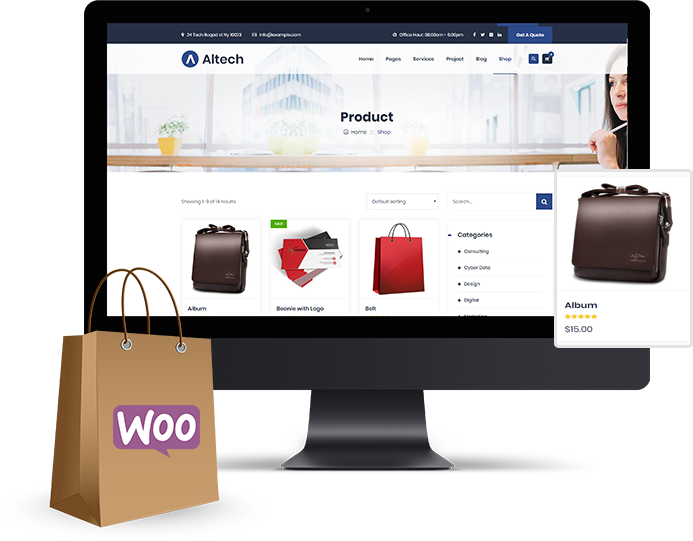 24 Tech Roqad st Ny 10023 info@example.com Office Hour: 08:00am - 6:00pm Get A Quote
Altech Home Pages Services Project Blog Shop
Product
Home :: Shop
Showing 1-9 of 14 results Default sorting Search...
SALE
Categories
Consulting
Cyber Data
Design
Digital
Album Beanie with Logo Belt
Album
$15.00
WOO